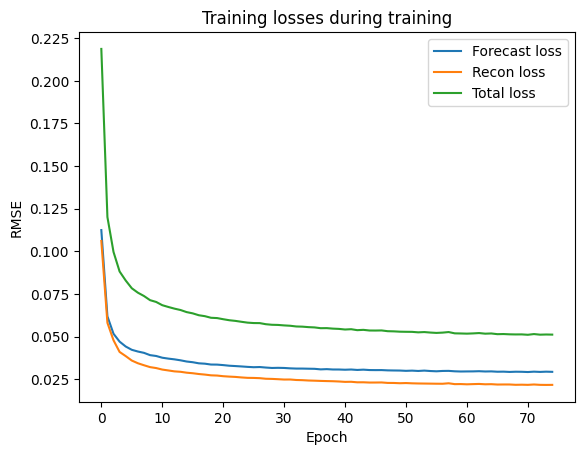 Training losses during training
0.225
0.200
0.175
0.150
0.125
0.100
0.075
0.050
0.025
RMSE
Forecast loss
Recon loss
Total loss
0 10 20 30 40 50 60 70
Epoch